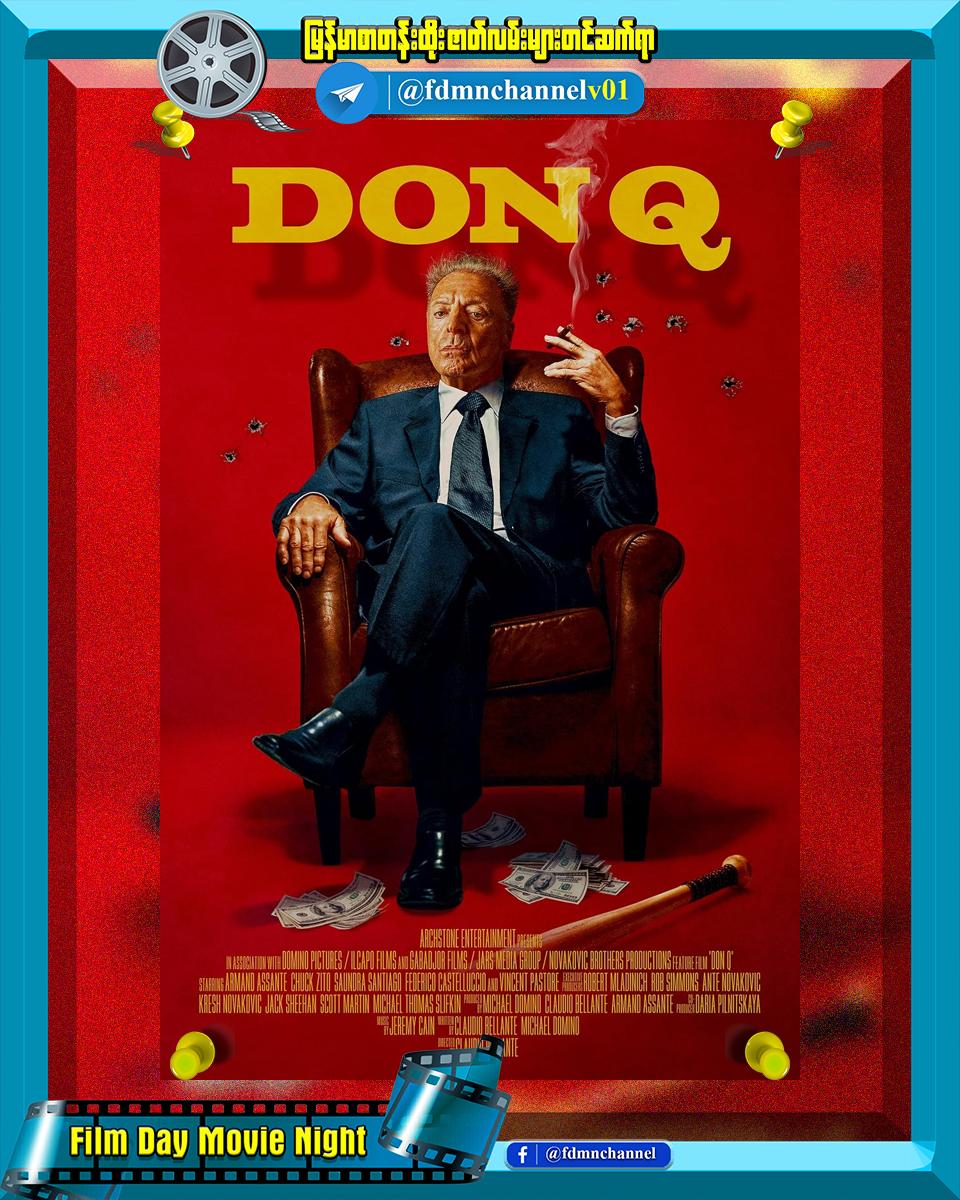 မြန်မာစာတန်းထိုးဇာတ်လမ်းများတင်ဆက်ရာ
@fdmnchannelv01
DON Q
ARCHSTONE ENTERTAINMENT PRESENTS
IN ASSOCIATION WITH DOMINO PICTURES / ILCAPO FILMS AND GABADJOR FILMS / JARS MEDIA GROUP / NOVAKOVIC BROTHERS PRODUCTIONS FEATURE FILM 'DON Q'
STARRING ARMAND ASSANTE CHUCK ZITO SAUNDRA SANTIAGO FEDERICO CASTELLUCCIO AND VINCENT PASTORE EXECUTIVE PRODUCERS ROBERT MLADINICH ROB SIMMONS ANTE NOVAKOVIC
KRESH NOVAKOVIC JACK SHEEHAN SCOTT MARTIN MICHAEL THOMAS SLIFKIN PRODUCED BY MICHAEL DOMINO CLAUDIO BELLANTE ARMAND ASSANTE CO PRODUCER DARIA PILNITSKAYA
MUSIC BY JEREMY CAIN WRITTEN BY CLAUDIO BELLANTE MICHAEL DOMINO
Film Day Movie Night
@fdmnchannel